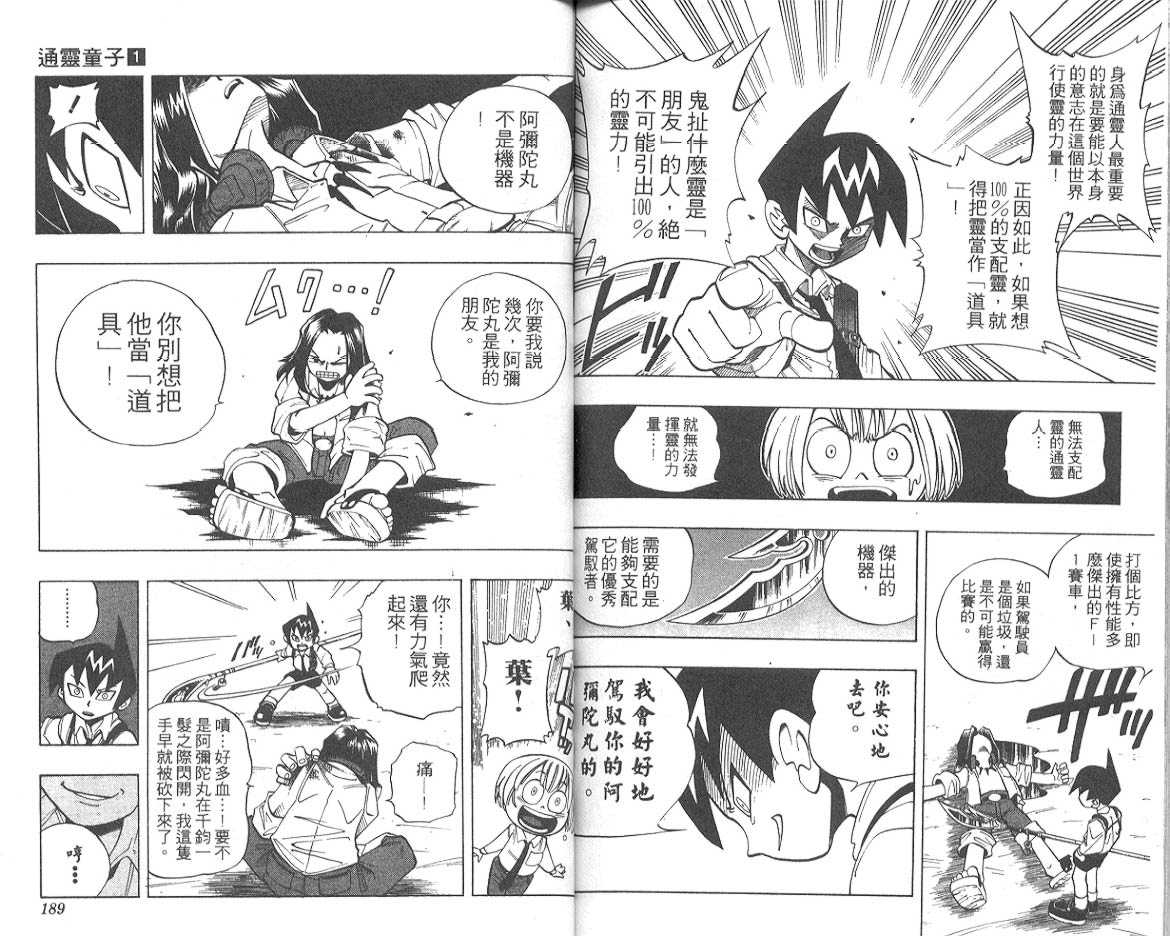 身爲通靈人最重要
的就是要能以本身
的意志在這個世界
行使靈的力量！
正因如此，如果想
100%的支配靈，就
得把靈當作「道具
」！
鬼扯什麼靈是「
朋友」的人，絕
不可能引出100%
的靈力！
無法支配
靈的通靈
人…
就無法發
揮靈的力
量…！
打個比方，即
使擁有性能多
麼傑出的F—
1賽車，
如果駕駛員
是個垃圾，還
是不可能贏得
比賽的。
傑出的
機器，
需要的是
能夠支配
它的優秀
駕馭者。
你安心地
去吧。
我會好好地
駕馭你的阿
彌陀丸的。
通靈童子1
阿彌陀丸
不是機器
！
！
你要我說
幾次，阿彌
陀丸是我的
朋友。
ムク…！
你別想把
他當「道
具」！
葉、
葉！
你…！竟然
還有力氣爬
起來！
痛—！
嘖…好多血…！要不
是阿彌陀丸在千鈞一
髮之際閃開，我這隻
手早就被砍下來了。
………
哼…
189